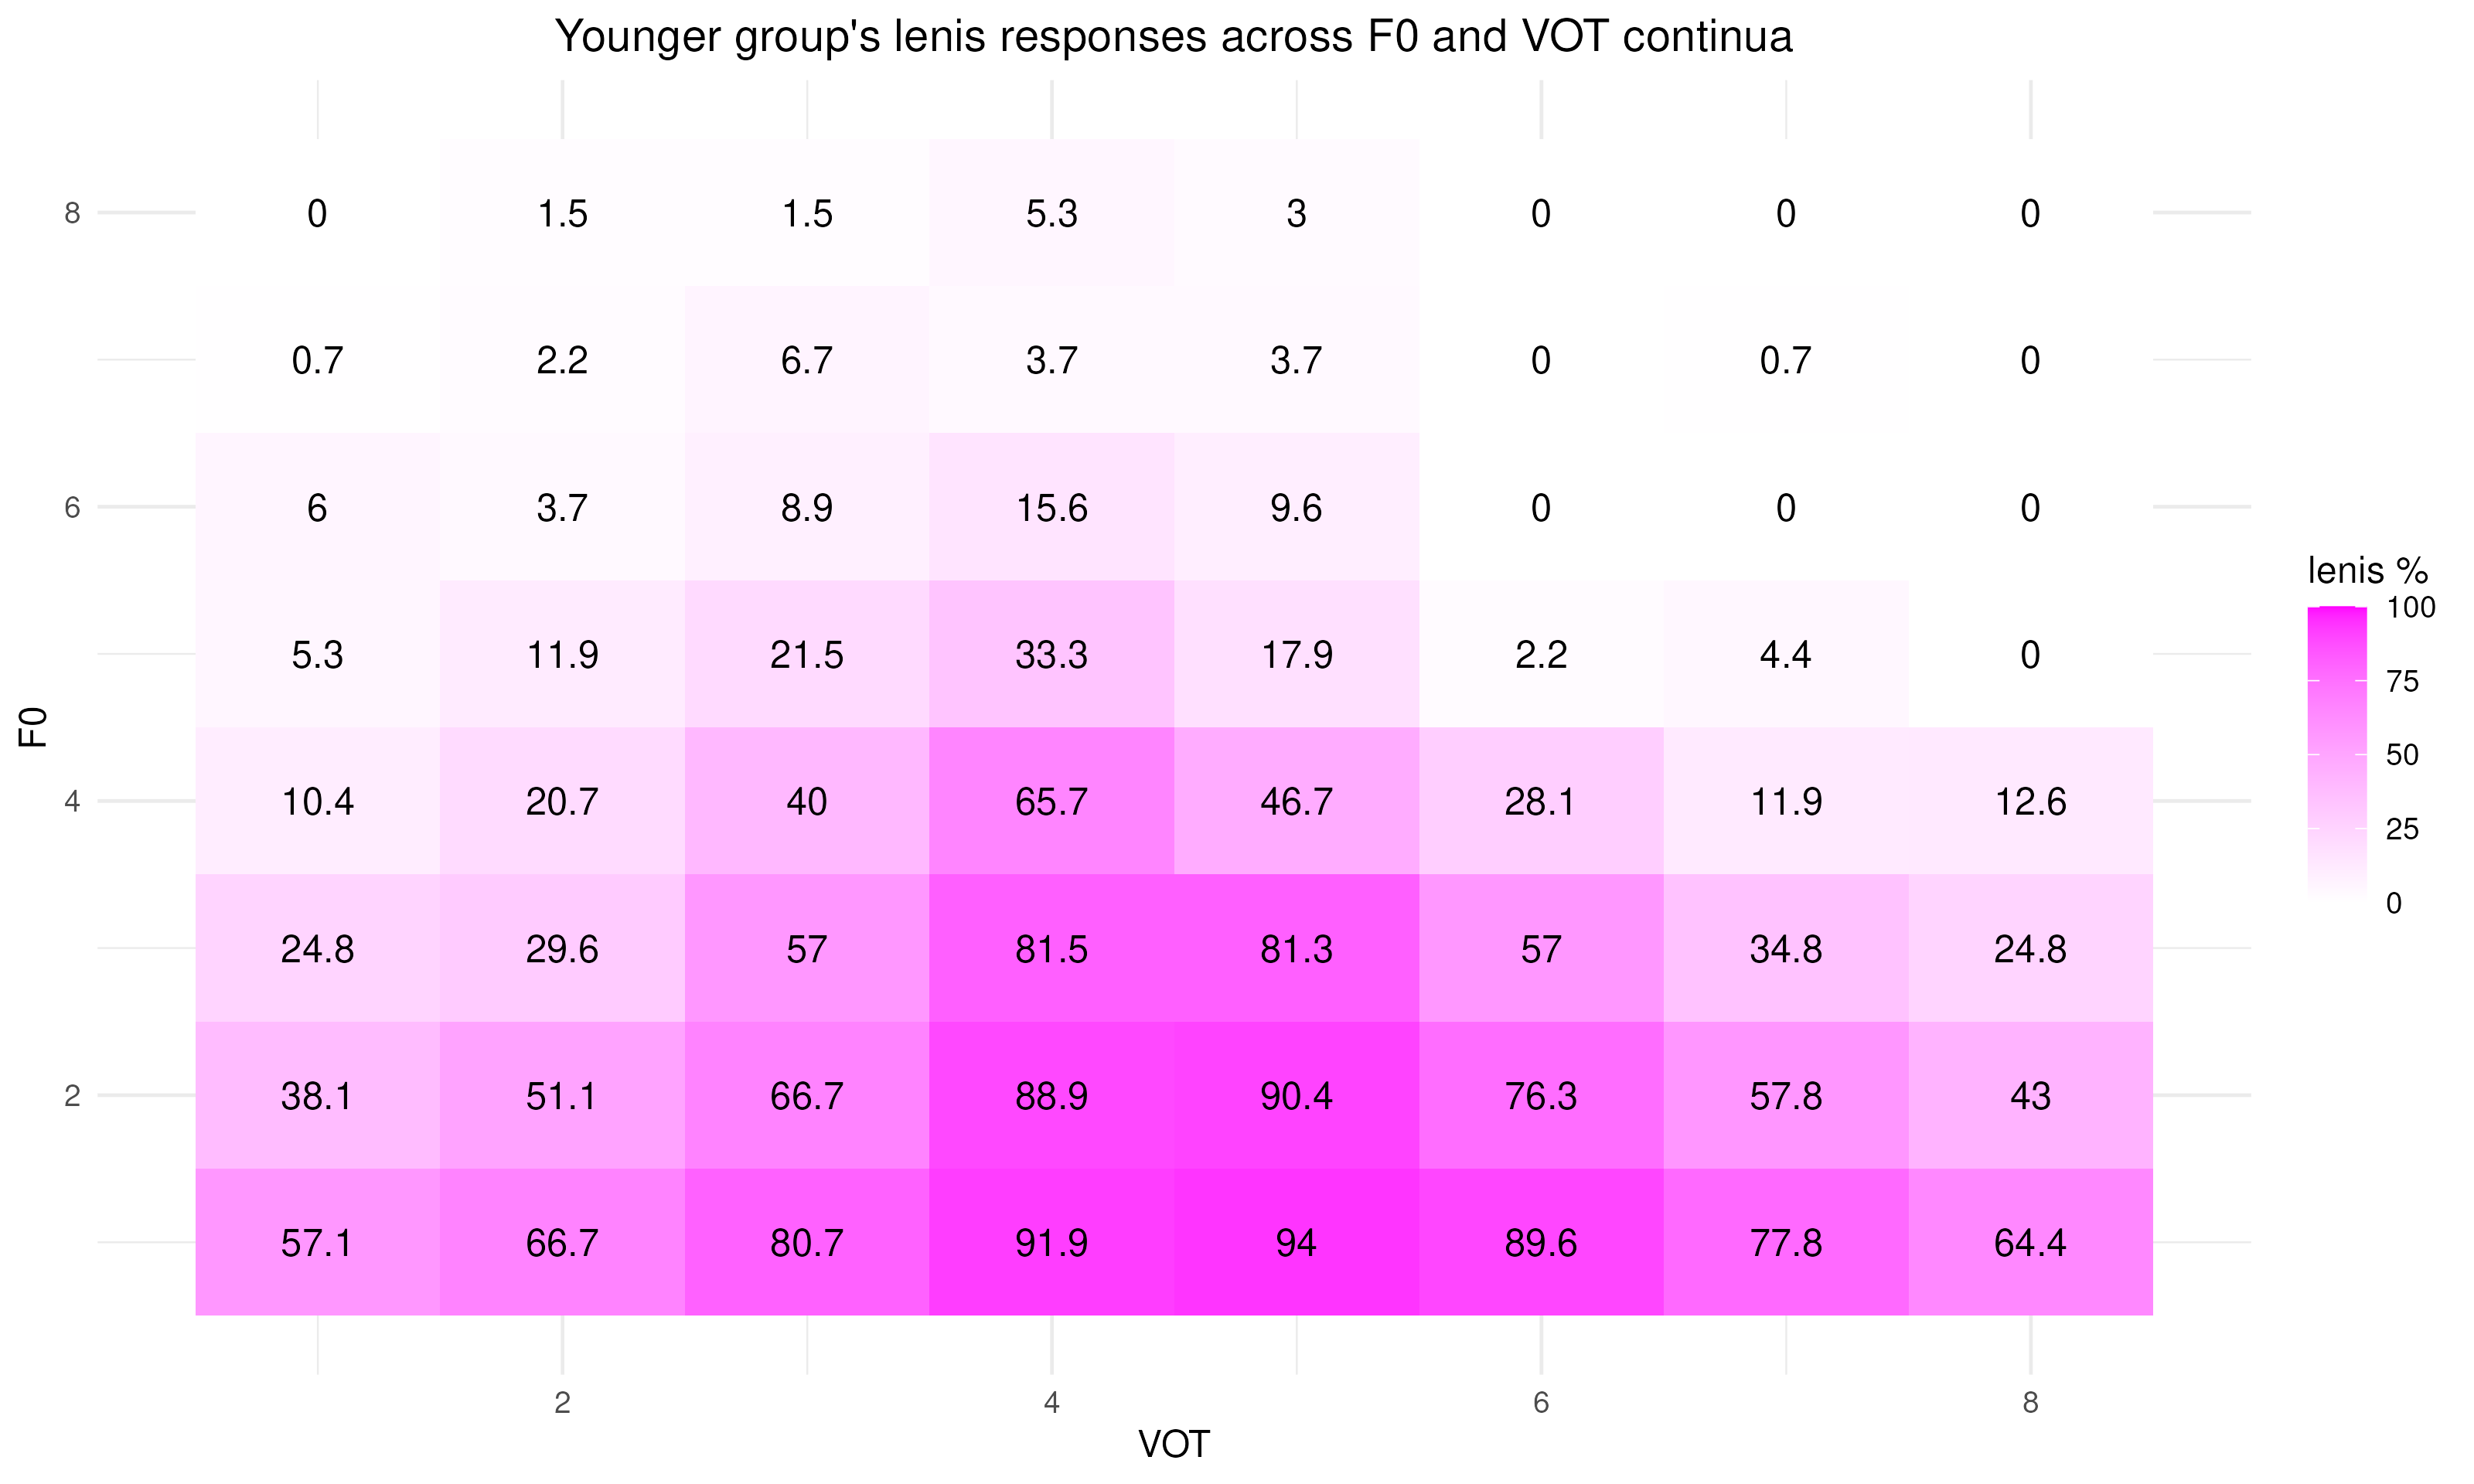 Younger group's lenis responses across F0 and VOT continua
8 0 1.5 1.5 5.3 3 0 0 0
0.7 2.2 6.7 3.7 3.7 0 0.7 0
6 6 3.7 8.9 15.6 9.6 0 0 0
5.3 11.9 21.5 33.3 17.9 2.2 4.4 0
4 10.4 20.7 40 65.7 46.7 28.1 11.9 12.6
24.8 29.6 57 81.5 81.3 57 34.8 24.8
2 38.1 51.1 66.7 88.9 90.4 76.3 57.8 43
57.1 66.7 80.7 91.9 94 89.6 77.8 64.4
2 4 6 8
VOT
F0
lenis %
100
75
50
25
0